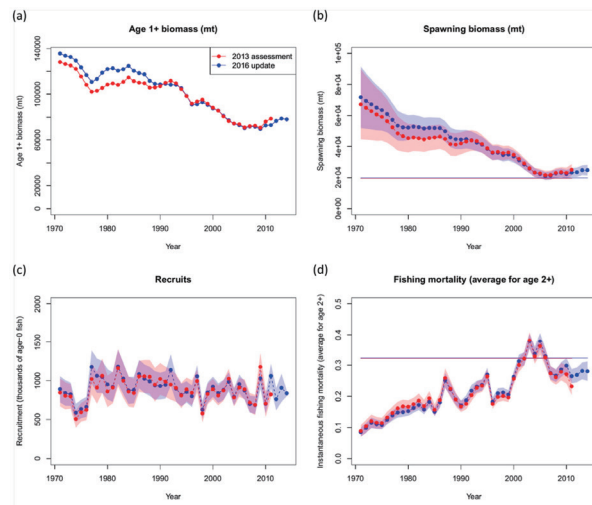 (a)
Age 1+ biomass (mt)
2013 assessment
2016 update
Age 1+ biomass (mt)
140000
100000
60000
20000
0
1970
1980
1990
2000
2010
Year
(b)
Spawning biomass (mt)
Spawning biomass (mt)
1e+05
8e+04
6e+04
4e+04
2e+04
0e+00
1970
1980
1990
2000
2010
Year
(c)
Recruits
Recruitment (thousands of age-0 fish)
2000
1500
1000
500
0
1970
1980
1990
2000
2010
Year
(d)
Fishing mortality (average for age 2+)
Instantaneous fishing mortality (average for age 2+)
0.5
0.4
0.3
0.2
0.1
0.0
1970
1980
1990
2000
2010
Year